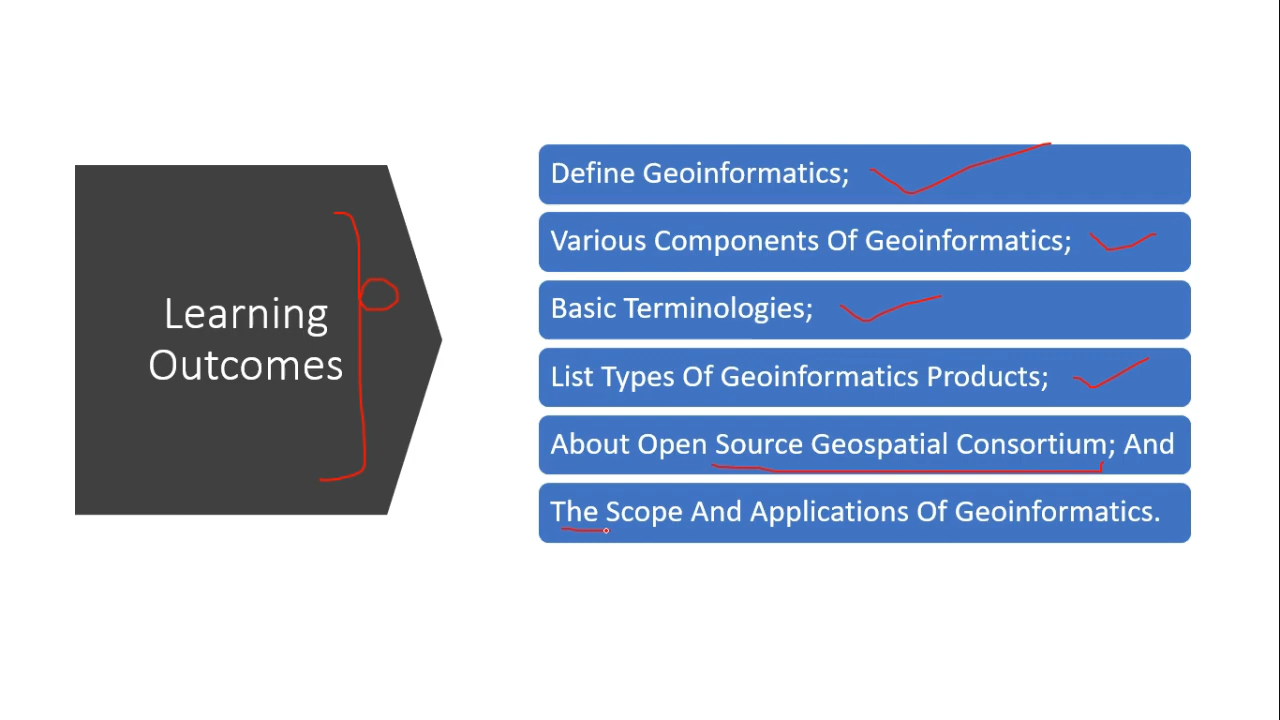 Learning
Outcomes
Define Geoinformatics;
Various Components Of Geoinformatics;
Basic Terminologies;
List Types Of Geoinformatics Products;
About Open Source Geospatial Consortium; And
The Scope And Applications Of Geoinformatics.